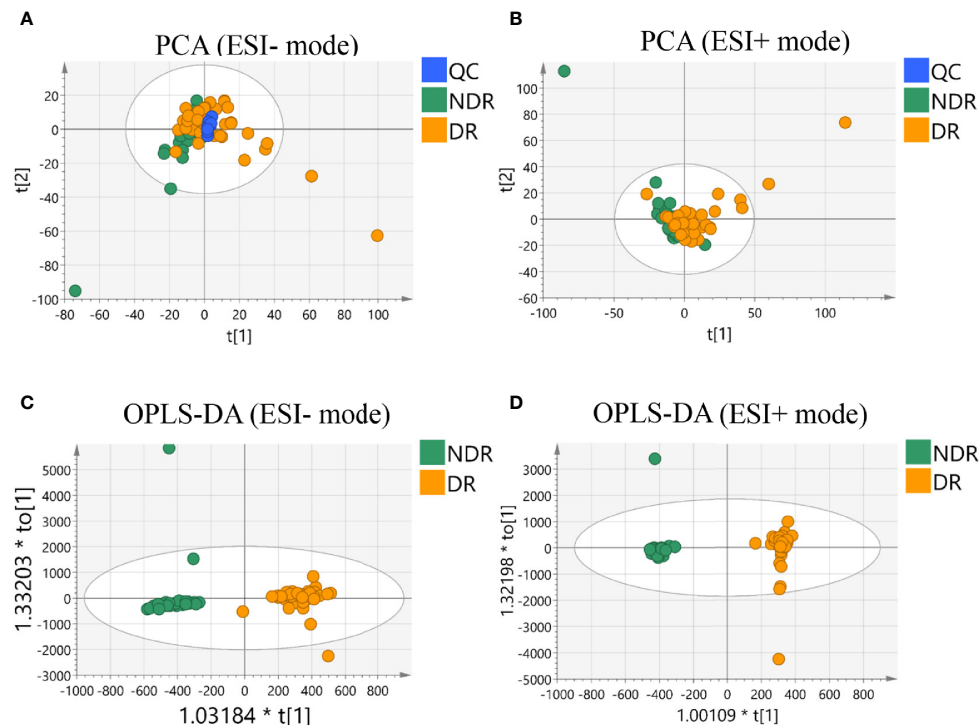 A
PCA (ESI- mode)
QC
NDR
DR
20
0
-20
-40
-60
-80
-100
t[2]
-80 -60 -40 -20 0 20 40 60 80 100
t[1]
B
PCA (ESI+ mode)
QC
NDR
DR
100
80
60
40
20
0
-20
-40
-60
t[2]
-100 -50 0 50 100
t[1]
C
OPLS-DA (ESI- mode)
NDR
DR
5000
4000
3000
2000
1000
0
-1000
-2000
-3000
1.33203 * to[1]
-1000 -800 -600 -400 -200 0 200 400 600 800
1.03184 * t[1]
D
OPLS-DA (ESI+ mode)
NDR
DR
3000
2000
1000
0
-1000
-2000
-3000
-4000
-5000
1.32198 * to[1]
-1000 -800 -600 -400 -200 0 200 400 600 800
1.00109 * t[1]